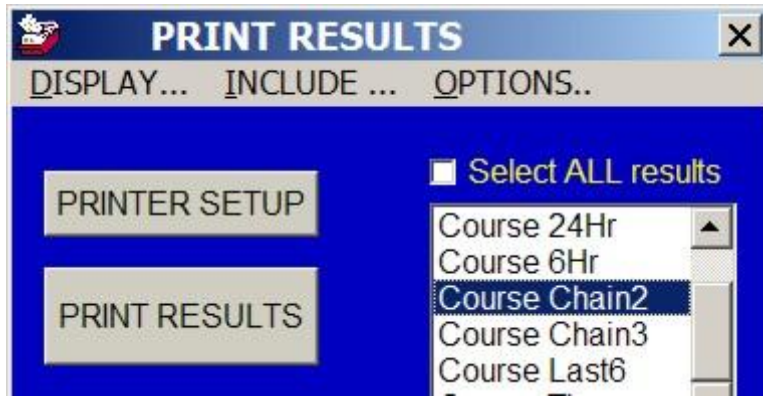 PRINT RESULTS
DISPLAY... INCLUDE ... OPTIONS..
Select ALL results
PRINTER SETUP
PRINT RESULTS
Course 24Hr
Course 6Hr
Course Chain2
Course Chain3
Course Last6